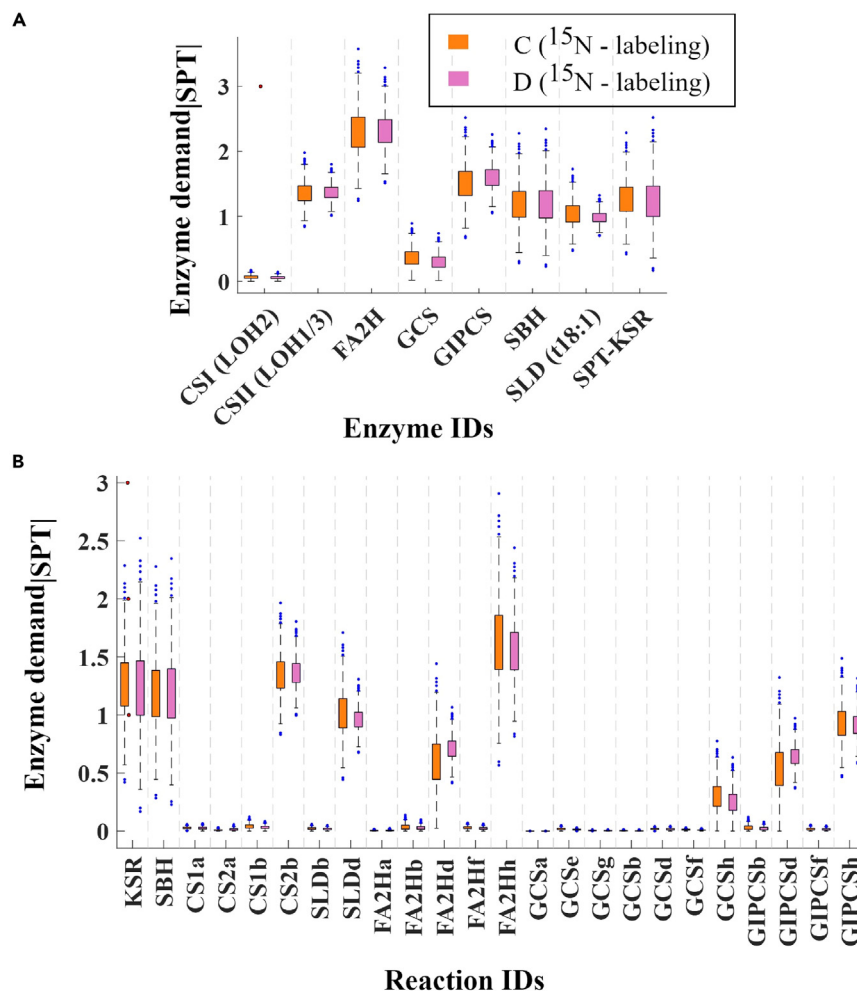 A
C (15N - labeling)
D (15N - labeling)
Enzyme demand|SPT|
3
2
1
0
CSI (LOH2)
CSII (LOH1/3)
FA2H
GCS
GIPCS
SBH
SLD (t18:1)
SPT-KSR
Enzyme IDs
B
Enzyme demand|SPT|
3
2.5
2
1.5
1
0.5
0
KSR
SBH
CS1a
CS2a
CS1b
CS2b
SLDb
SLDd
FA2Ha
FA2Hb
FA2Hd
FA2Hf
FA2Hh
GCSa
GCSe
GCSg
GCSb
GCSd
GCSf
GCSh
GIPCSb
GIPCSd
GIPCSf
GIPCSh
Reaction IDs